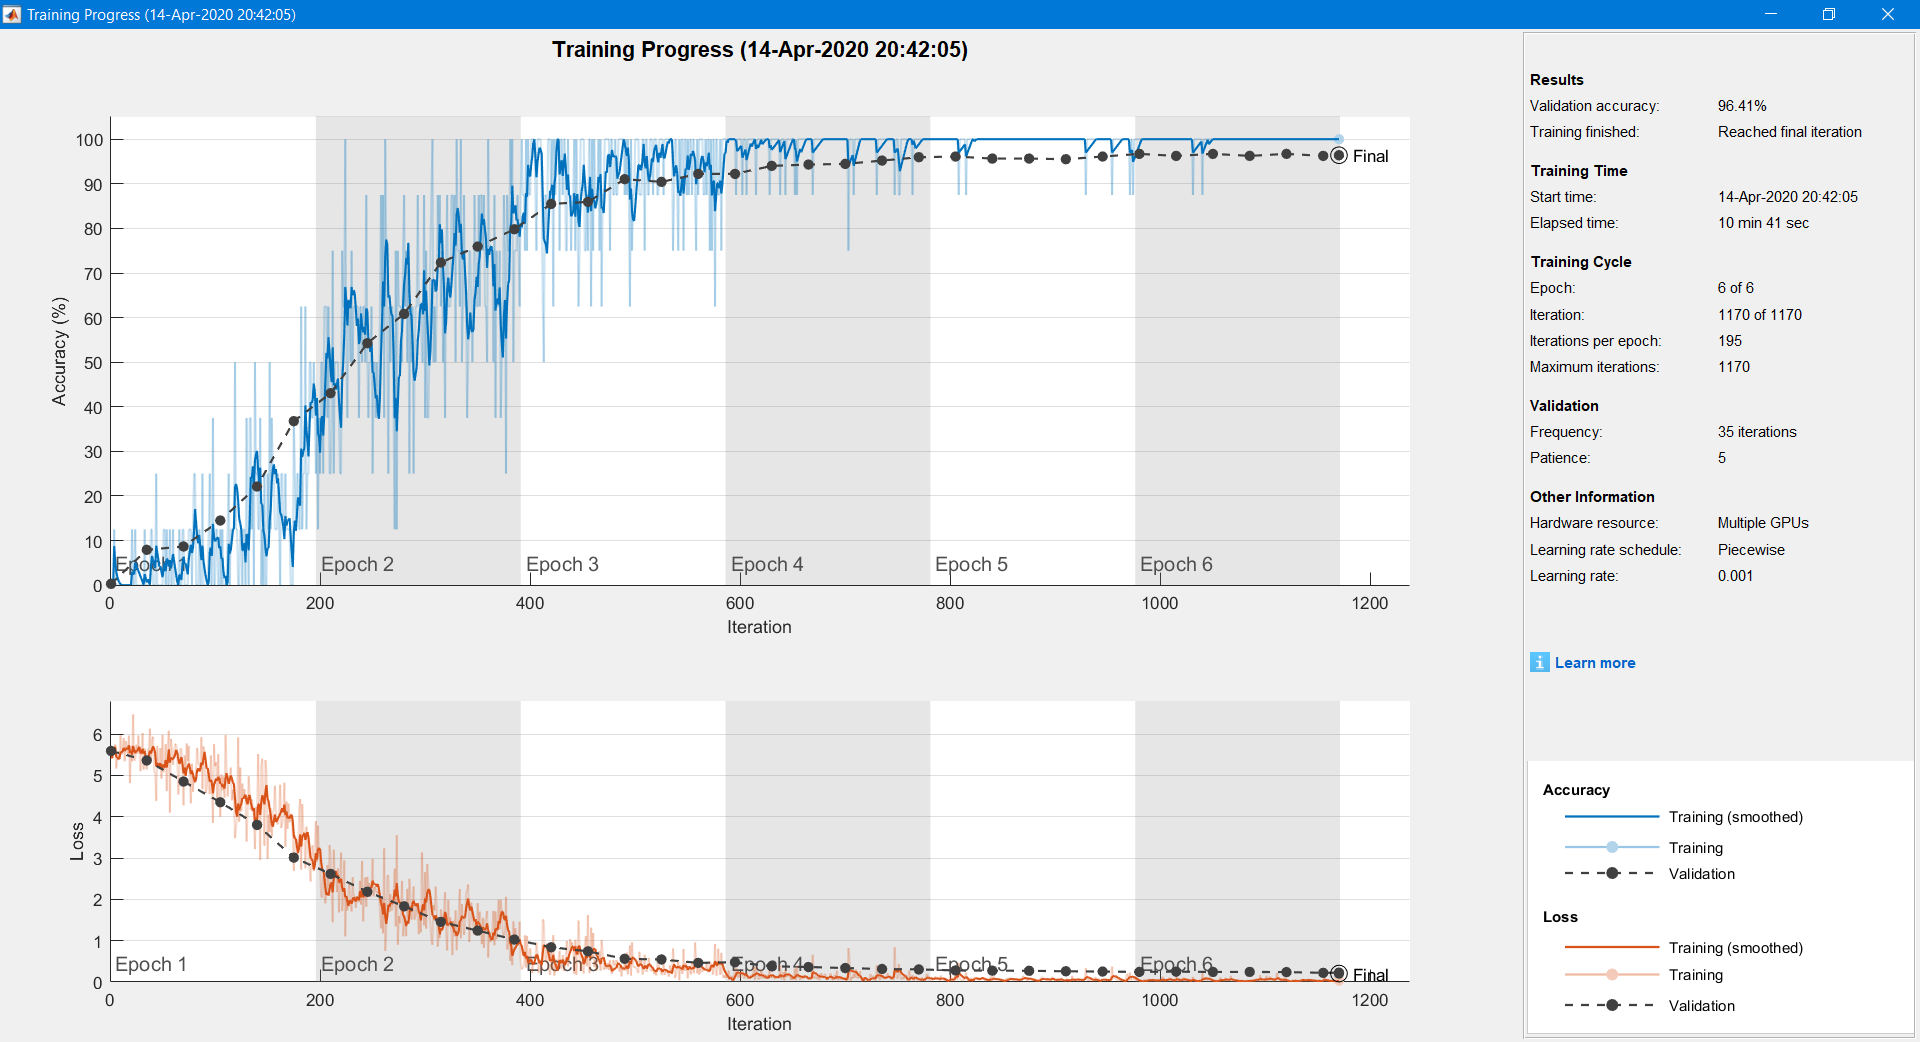 Training Progress (14-Apr-2020 20:42:05)
Training Progress (14-Apr-2020 20:42:05)
100
90
80
70
60
50
40
30
20
10
0
Accuracy (%)
Epoch 1
Epoch 2
Epoch 3
Epoch 4
Epoch 5
Epoch 6
Final
0 200 400 600 800 1000 1200
Iteration
6
5
4
3
2
1
0
Loss
Epoch 1
Epoch 2
Epoch 3
Epoch 4
Epoch 5
Epoch 6
Final
0 200 400 600 800 1000 1200
Iteration
Results
Validation accuracy: 96.41%
Training finished: Reached final iteration
Training Time
Start time: 14-Apr-2020 20:42:05
Elapsed time: 10 min 41 sec
Training Cycle
Epoch: 6 of 6
Iteration: 1170 of 1170
Iterations per epoch: 195
Maximum iterations: 1170
Validation
Frequency: 35 iterations
Patience: 5
Other Information
Hardware resource: Multiple GPUs
Learning rate schedule: Piecewise
Learning rate: 0.001
i Learn more
Accuracy
Training (smoothed)
Training
Validation
Loss
Training (smoothed)
Training
Validation